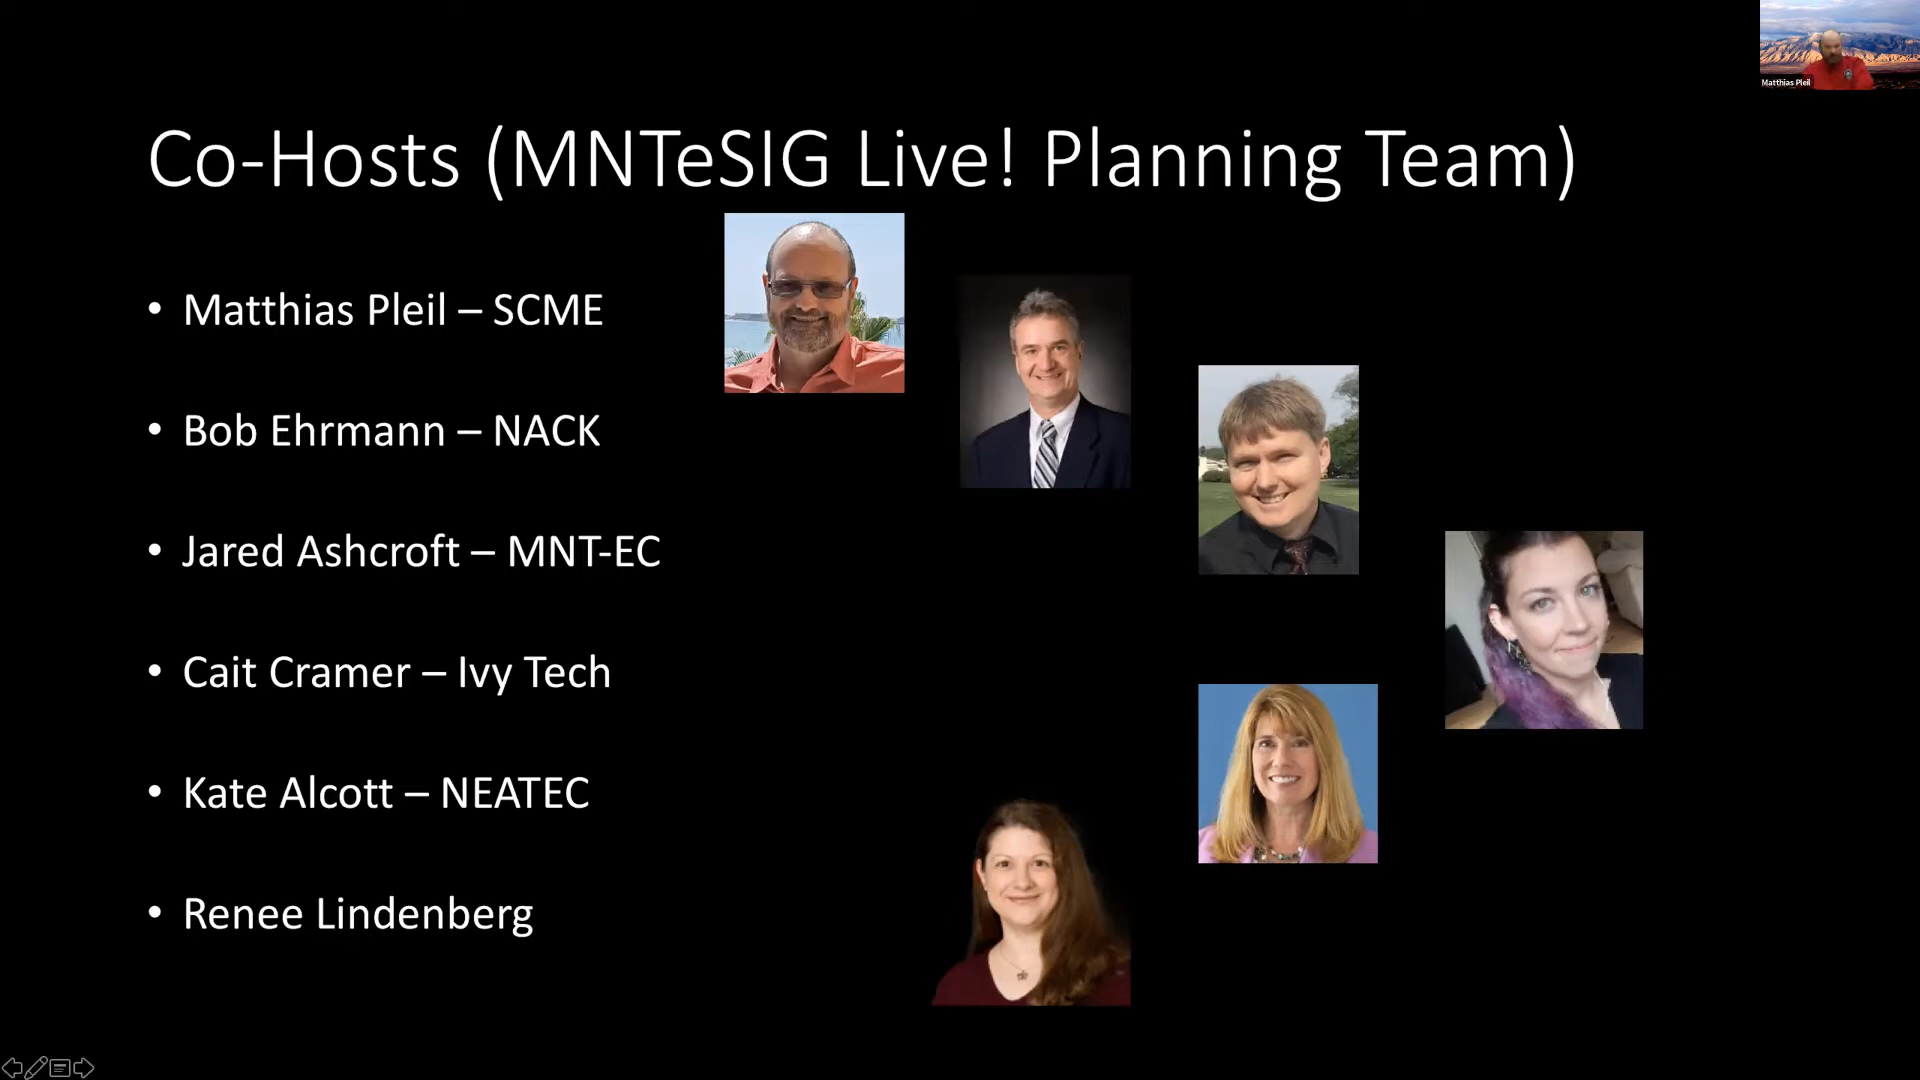 Matthias Pleil
Co-Hosts (MNTeSIG Live! Planning Team)
• Matthias Pleil – SCME
• Bob Ehrmann – NACK
• Jared Ashcroft – MNT-EC
• Cait Cramer – Ivy Tech
• Kate Alcott – NEATEC
• Renee Lindenberg